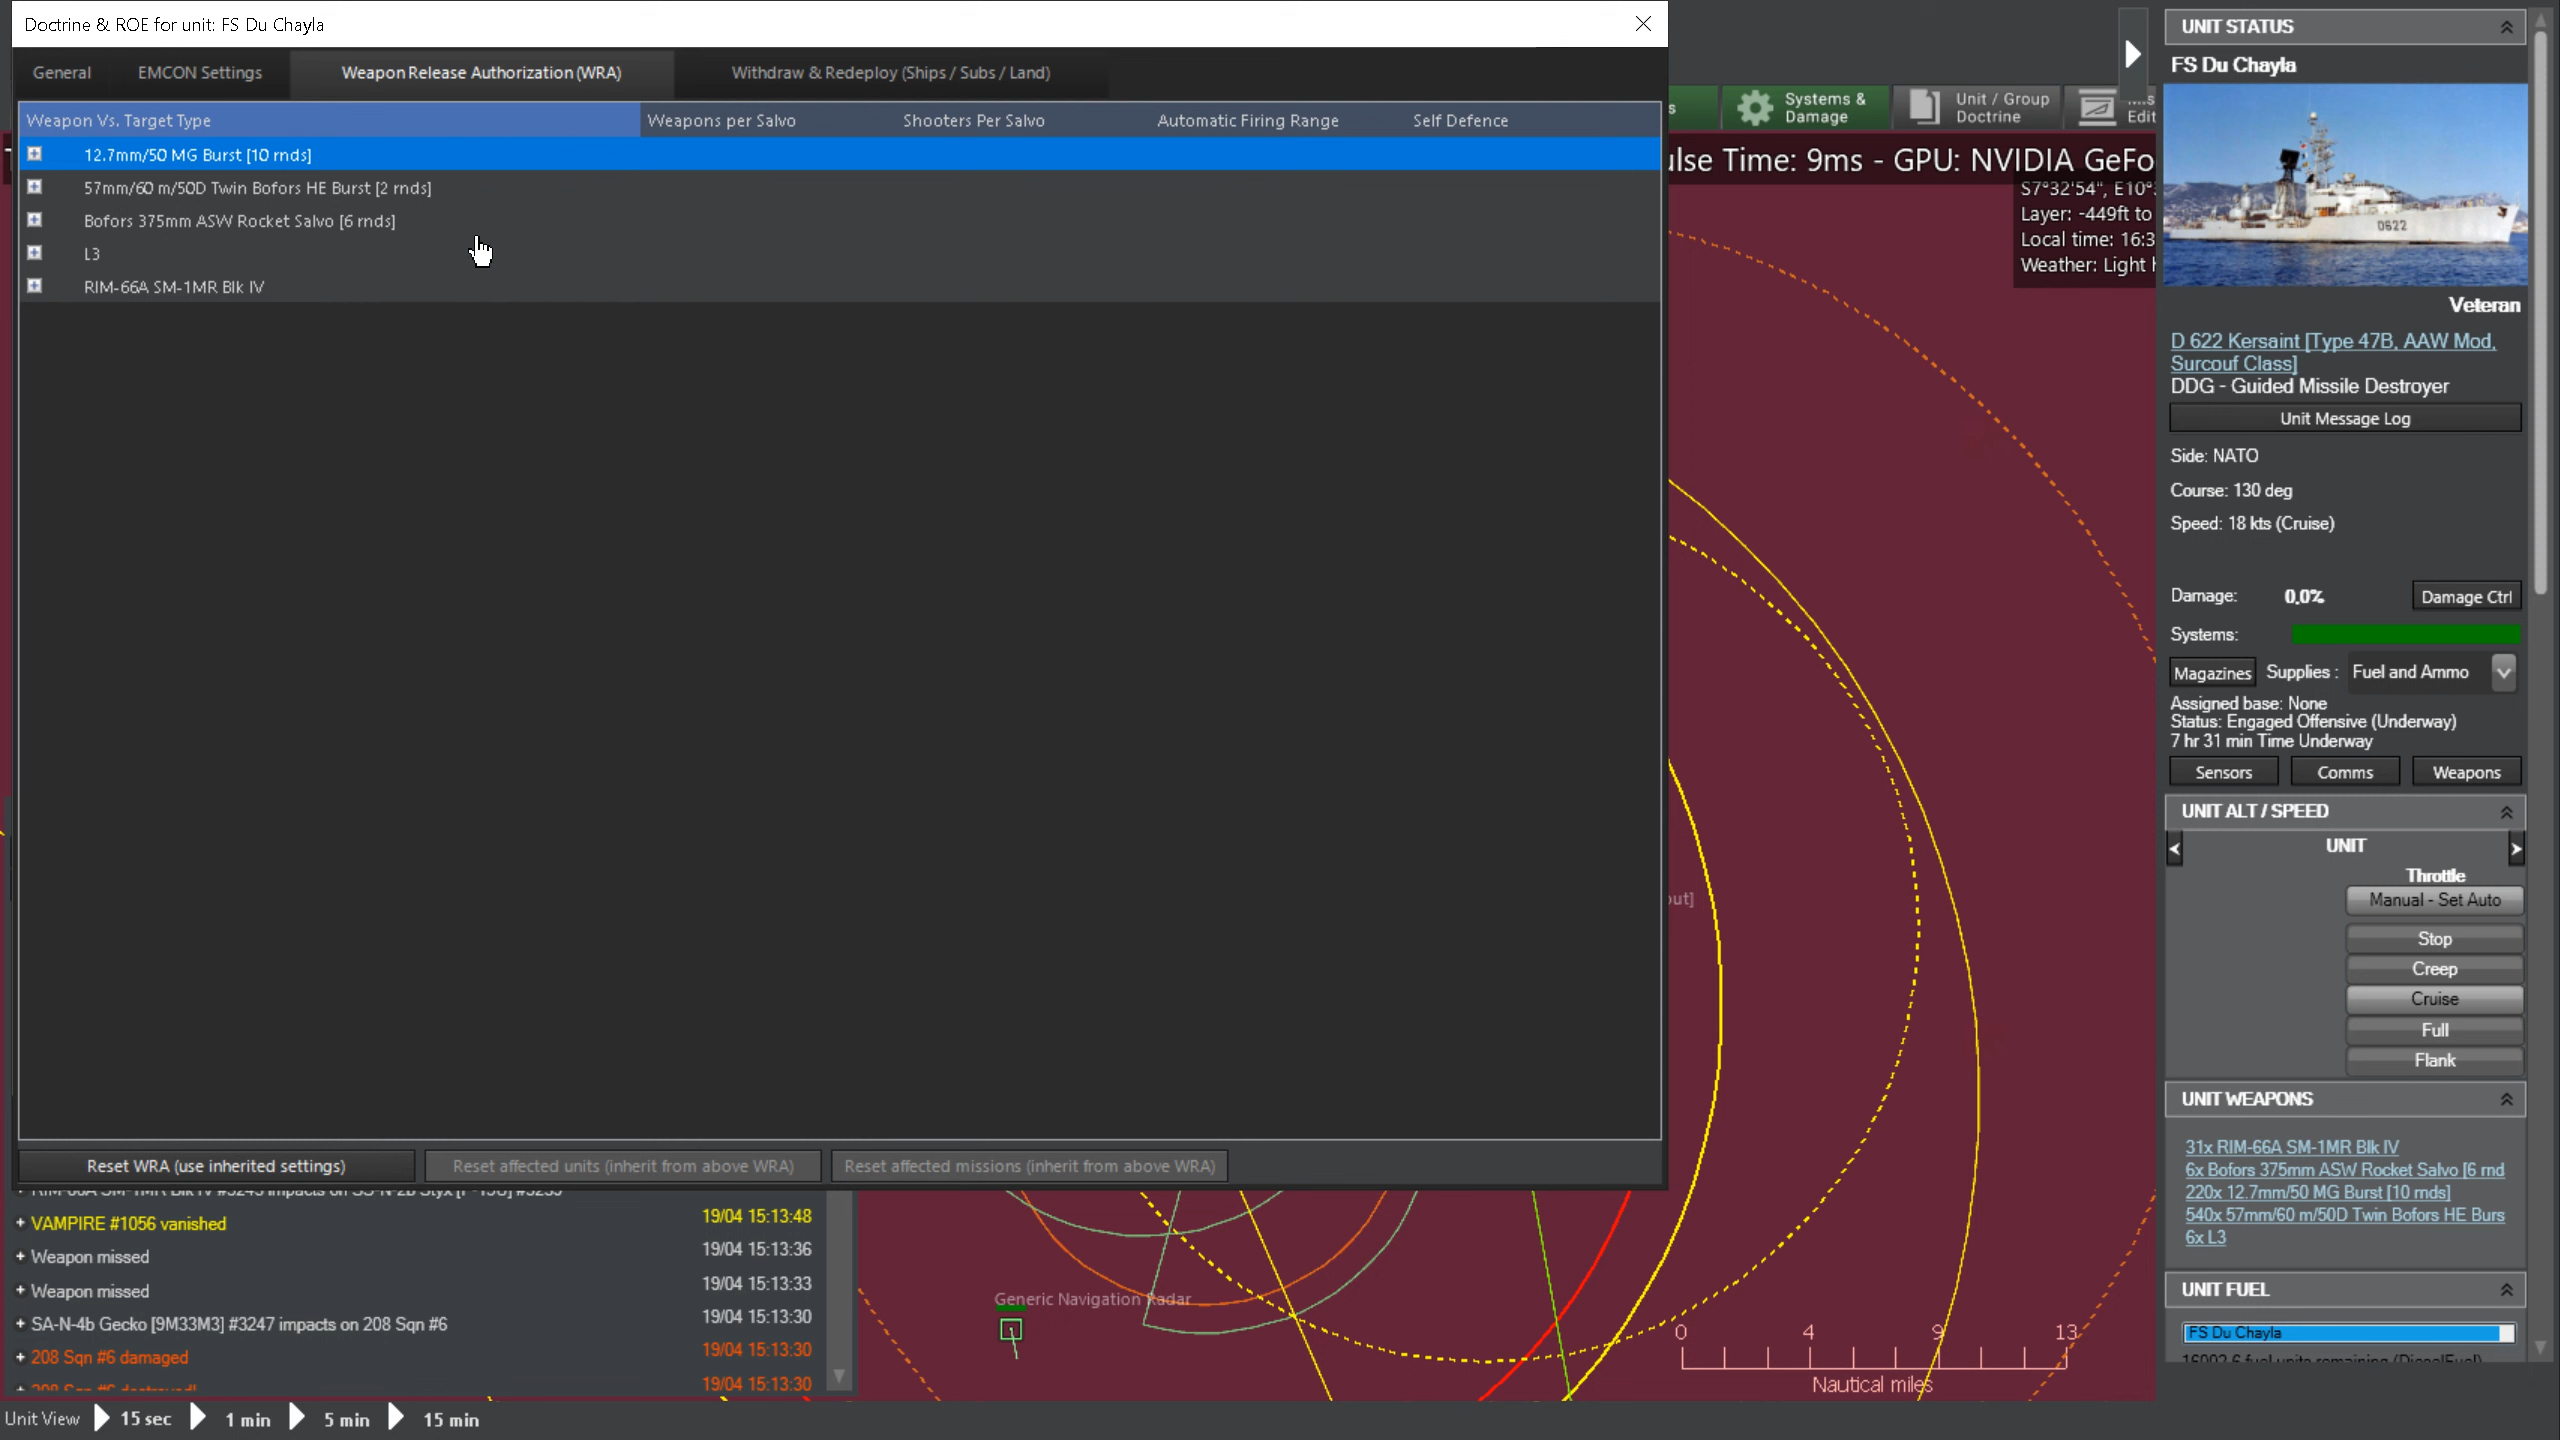 Doctrine & ROE for unit: FS Du Chayla
General
EMCON Settings
Weapon Release Authorization (WRA)
Withdraw & Redeploy (Ships / Subs / Land)
Weapon Vs. Target Type
Weapons per Salvo
Shooters Per Salvo
Automatic Firing Range
Self Defence
12.7mm/50 MG Burst [10 rnds]
57mm/60 m/50D Twin Bofors HE Burst [2 rnds]
Bofors 375mm ASW Rocket Salvo [6 rnds]
L3
RIM-66A SM-1MR Blk IV
Reset WRA (use inherited settings)
Reset affected units (inherit from above WRA)
Reset affected missions (inherit from above WRA)
+ VAMPIRE #1056 vanished
19/04 15:13:48
+ Weapon missed
19/04 15:13:36
+ Weapon missed
19/04 15:13:33
+ SA-N-4b Gecko [9M33M3] #3247 impacts on 208 Sqn #6
19/04 15:13:30
+ 208 Sqn #6 damaged
19/04 15:13:30
19/04 15:13:30
Unit View
15 sec
1 min
5 min
15 min
Systems &
Damage
Unit / Group
Doctrine
Edit
ulse Time: 9ms - GPU: NVIDIA GeFo
S7°32'54", E10°
Layer: -449ft to
Local time: 16:3
Weather: Light
out]
Generic Navigation Radar
0 4 9 13
Nautical miles
UNIT STATUS
FS Du Chayla
D622
Veteran
D 622 Kersaint [Type 47B, AAW Mod,
Surcouf Class]
DDG - Guided Missile Destroyer
Unit Message Log
Side: NATO
Course: 130 deg
Speed: 18 kts (Cruise)
Damage: 0,0% Damage Ctrl
Systems:
Magazines Supplies : Fuel and Ammo
Assigned base: None
Status: Engaged Offensive (Underway)
7 hr 31 min Time Underway
Sensors
Comms
Weapons
UNIT ALT / SPEED
< UNIT >
Throttle
Manual - Set Auto
Stop
Creep
Cruise
Full
Flank
UNIT WEAPONS
31x RIM-66A SM-1MR Blk IV
6x Bofors 375mm ASW Rocket Salvo [6 rnd
220x 12.7mm/50 MG Burst [10 rnds]
540x 57mm/60 m/50D Twin Bofors HE Burs
6x L3
UNIT FUEL
FS Du Chayla